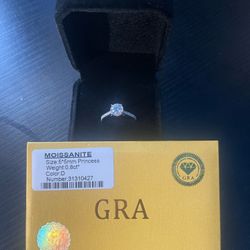 MOISSANITE
Size:5*5mm Princess
Weight:0.8ct*
Color:D
Number:31310427
GRA
GRA